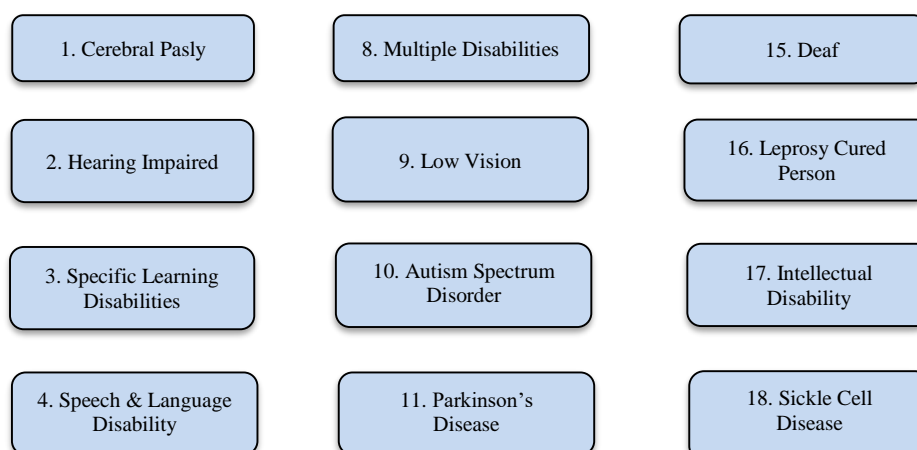 1. Cerebral Pasly
8. Multiple Disabilities
15. Deaf
2. Hearing Impaired
9. Low Vision
16. Leprosy Cured
Person
3. Specific Learning
Disabilities
10. Autism Spectrum
Disorder
17. Intellectual
Disability
4. Speech & Language
Disability
11. Parkinson’s
Disease
18. Sickle Cell
Disease